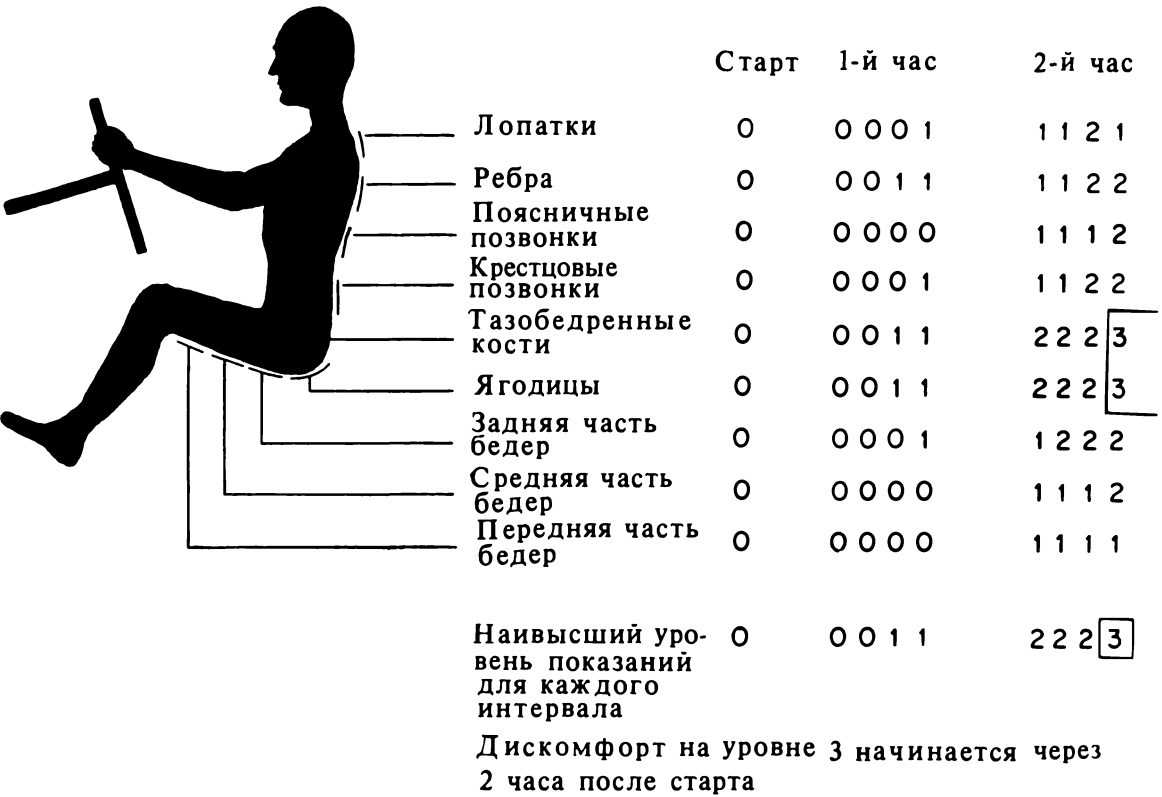 Старт 1-й час 2-й час
Лопатки 0 0 0 0 1 1 1 2 1
Ребра 0 0 0 1 1 1 1 2 2
Поясничные
позвонки 0 0 0 0 0 1 1 1 2
Крестцовые
позвонки 0 0 0 0 1 1 1 2 2
Тазобедренные
кости 0 0 0 1 1 2 2 2 3
Ягодицы 0 0 0 1 1 2 2 2 3
Задняя часть
бедер 0 0 0 0 1 1 2 2 2
Средняя часть
бедер 0 0 0 0 0 1 1 1 2
Передняя часть
бедер 0 0 0 0 0 1 1 1 1
Наивысший уро- 0 0 0 1 1 2 2 2 3
вень показаний
для каждого
интервала
Дискомфорт на уровне 3 начинается через
2 часа после старта